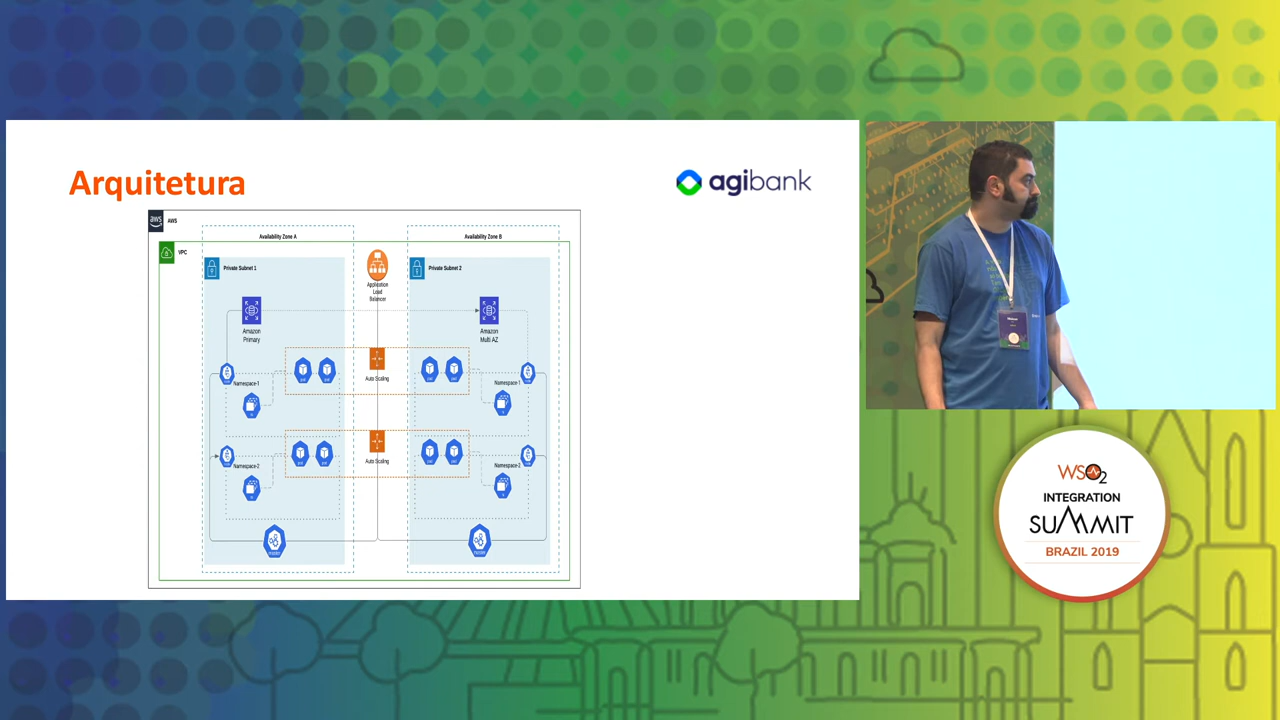 Arquitetura
agibank
aws
AWS
Availability Zone A
Availability Zone B
VPC
Private Subnet 1
Private Subnet 2
Application
Load
Balancer
Amazon
Primary
Amazon
Multi AZ
Auto Scaling
Namespace-1
Namespace-1
Auto Scaling
Namespace-2
Namespace-2
WSO2
INTEGRATION
SUMMIT
BRAZIL 2019